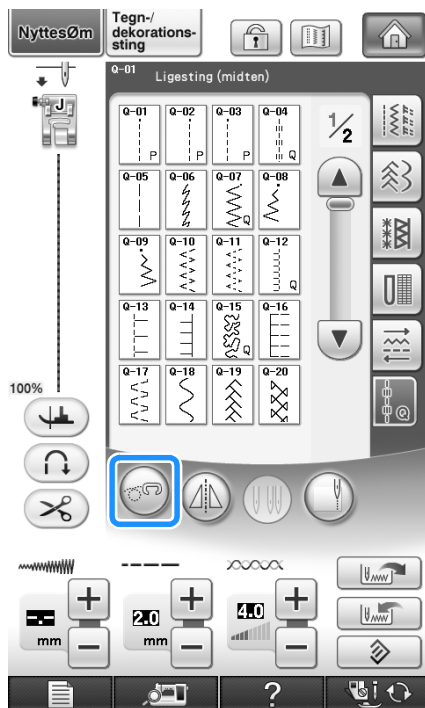 NyttesØm
Tegn-/
dekorations-
sting
Q-01
Ligesting (midten)
J
Q-01 Q-02 Q-03 Q-04
P P P Q
1/2
Q-05 Q-06 Q-07 Q-08
Q
Q-09 Q-10 Q-11 Q-12
Q
Q-13 Q-14 Q-15 Q-16
Q
Q-17 Q-18 Q-19 Q-20
Q
100%
-.- 2.0 4.0
mm mm
?